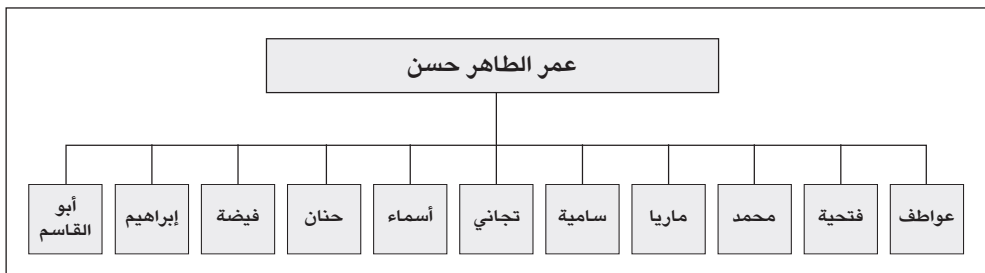 عمر الطاهر حسن
عواطف
فتحية
محمد
ماريا
سامية
تجاني
أسماء
حنان
فيضة
إبراهيم
أبو
القاسم